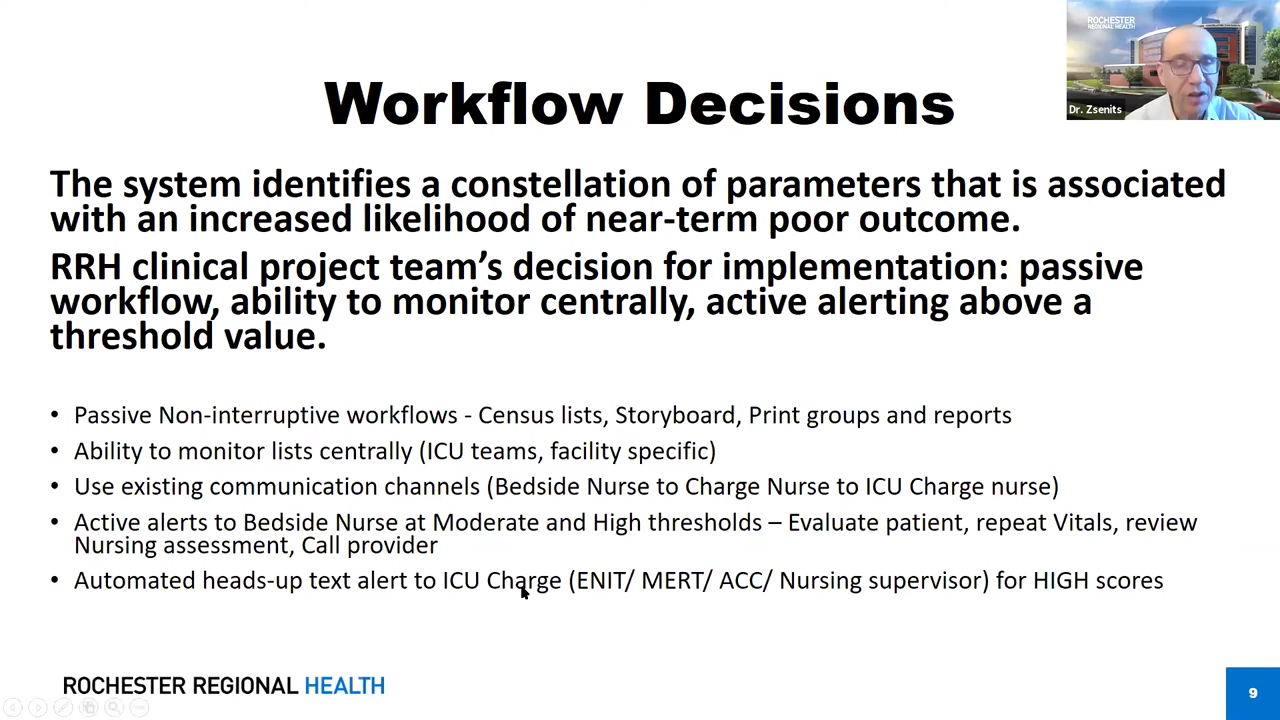 ROCHESTER
REGIONAL HEALTH
Dr. Zsenits
Workflow Decisions
The system identifies a constellation of parameters that is associated
with an increased likelihood of near-term poor outcome.
RRH clinical project team’s decision for implementation: passive
workflow, ability to monitor centrally, active alerting above a
threshold value.
• Passive Non-interruptive workflows - Census lists, Storyboard, Print groups and reports
• Ability to monitor lists centrally (ICU teams, facility specific)
• Use existing communication channels (Bedside Nurse to Charge Nurse to ICU Charge nurse)
• Active alerts to Bedside Nurse at Moderate and High thresholds – Evaluate patient, repeat Vitals, review
Nursing assessment, Call provider
• Automated heads-up text alert to ICU Charge (ENIT/ MERT/ ACC/ Nursing supervisor) for HIGH scores
ROCHESTER REGIONAL HEALTH
9